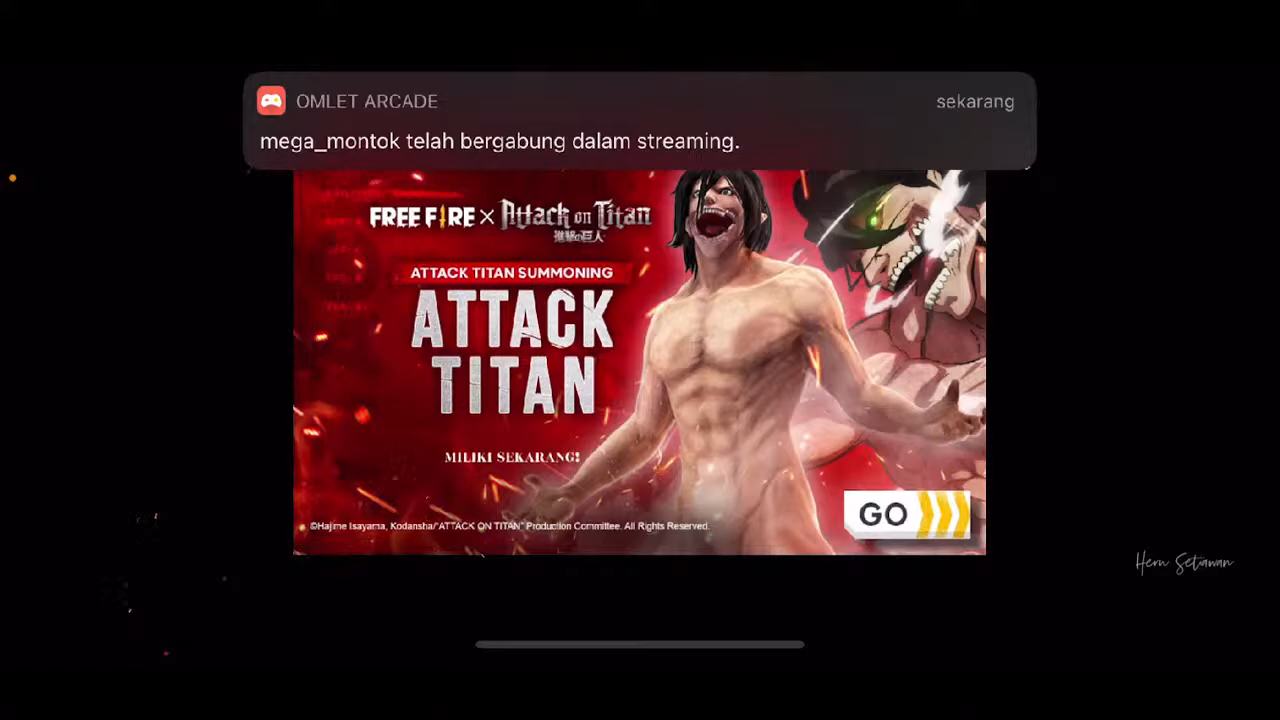 OMLET ARCADE
sekarang
mega_montok telah bergabung dalam streaming.
FREE FIRE × Attack on Titan
進撃の巨人
ATTACK TITAN SUMMONING
ATTACK
TITAN
MILIKI SEKARANG!
©Hajime Isayama, Kodansha/"ATTACK ON TITAN" Production Committee. All Rights Reserved.
GO
Heru Setiawan